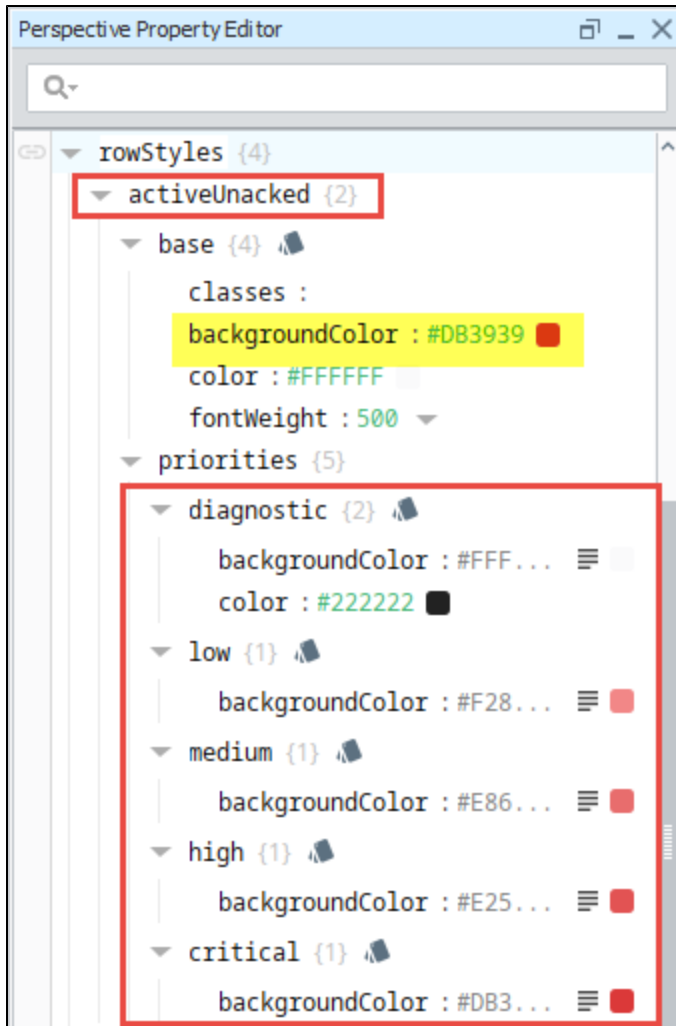 Perspective Property Editor
rowStyles {4}
activeUnacked {2}
base {4}
classes :
backgroundColor : #DB3939
color : #FFFFFF
fontWeight : 500
priorities {5}
diagnostic {2}
backgroundColor : #FFF...
color : #222222
low {1}
backgroundColor : #F28...
medium {1}
backgroundColor : #E86...
high {1}
backgroundColor : #E25...
critical {1}
backgroundColor : #DB3...